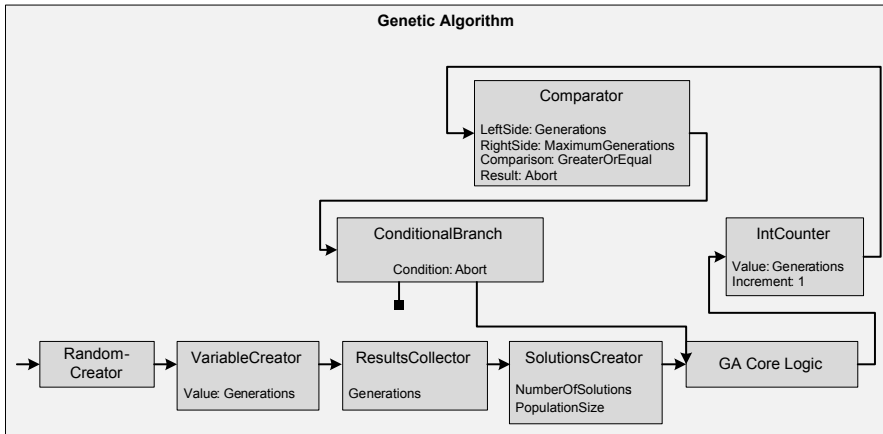 Genetic Algorithm
Comparator
LeftSide: Generations
RightSide: MaximumGenerations
Comparison: GreaterOrEqual
Result: Abort
ConditionalBranch
Condition: Abort
IntCounter
Value: Generations
Increment: 1
Random-
Creator
VariableCreator
Value: Generations
ResultsCollector
Generations
SolutionsCreator
NumberOfSolutions
PopulationSize
GA Core Logic